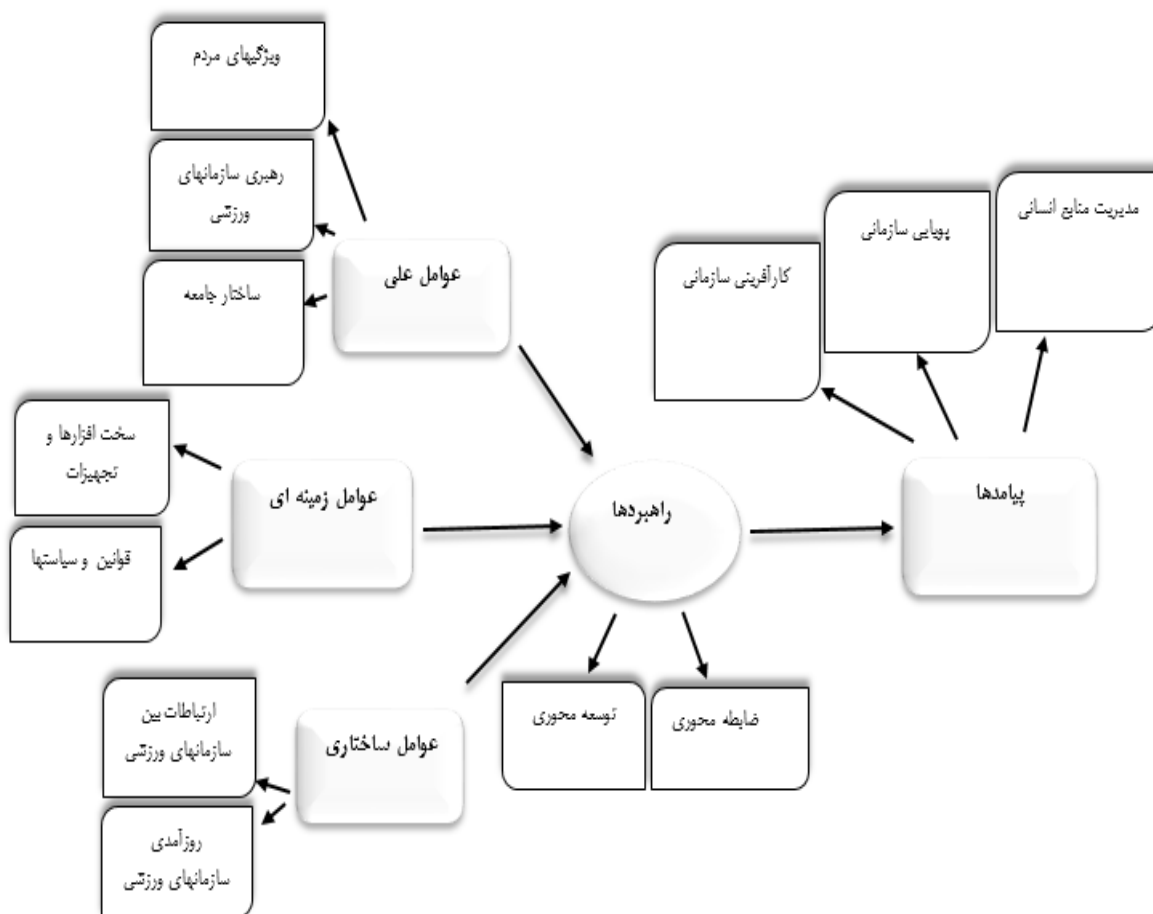 ویژگیهای مردم
رهبری سازمانهای
ورزشی
ساختار جامعه
عوامل علی
سخت افزارها و
تجهیزات
قوانین و سیاستها
عوامل زمینه ای
ارتباطات بین
سازمانهای ورزشی
روزآمدی
سازمانهای ورزشی
عوامل ساختاری
راهبردها
توسعه محوری
ضابطه محوری
پیامدها
کارآفرینی سازمانی
پویایی سازمانی
مدیریت منابع انسانی